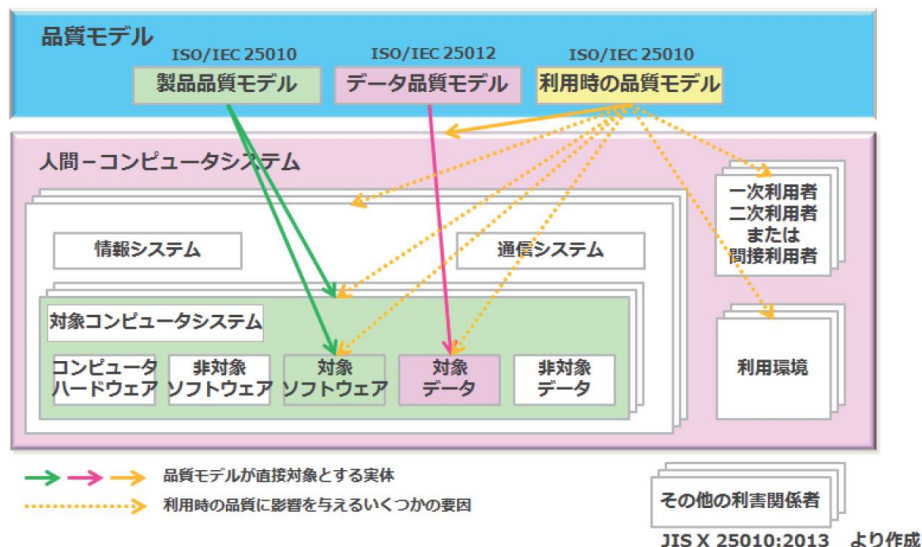 品質モデル
ISO/IEC 25010
ISO/IEC 25012
ISO/IEC 25010
製品品質モデル
データ品質モデル
利用時の品質モデル
人間－コンピュータシステム
一次利用者
二次利用者
または
間接利用者
情報システム
通信システム
対象コンピュータシステム
コンピュータ
ハードウェア
非対象
ソフトウェア
対象
ソフトウェア
対象
データ
非対象
データ
利用環境
品質モデルが直接対象とする実体
利用時の品質に影響を与えるいくつかの要因
その他の利害関係者
JIS X 25010:2013 より作成